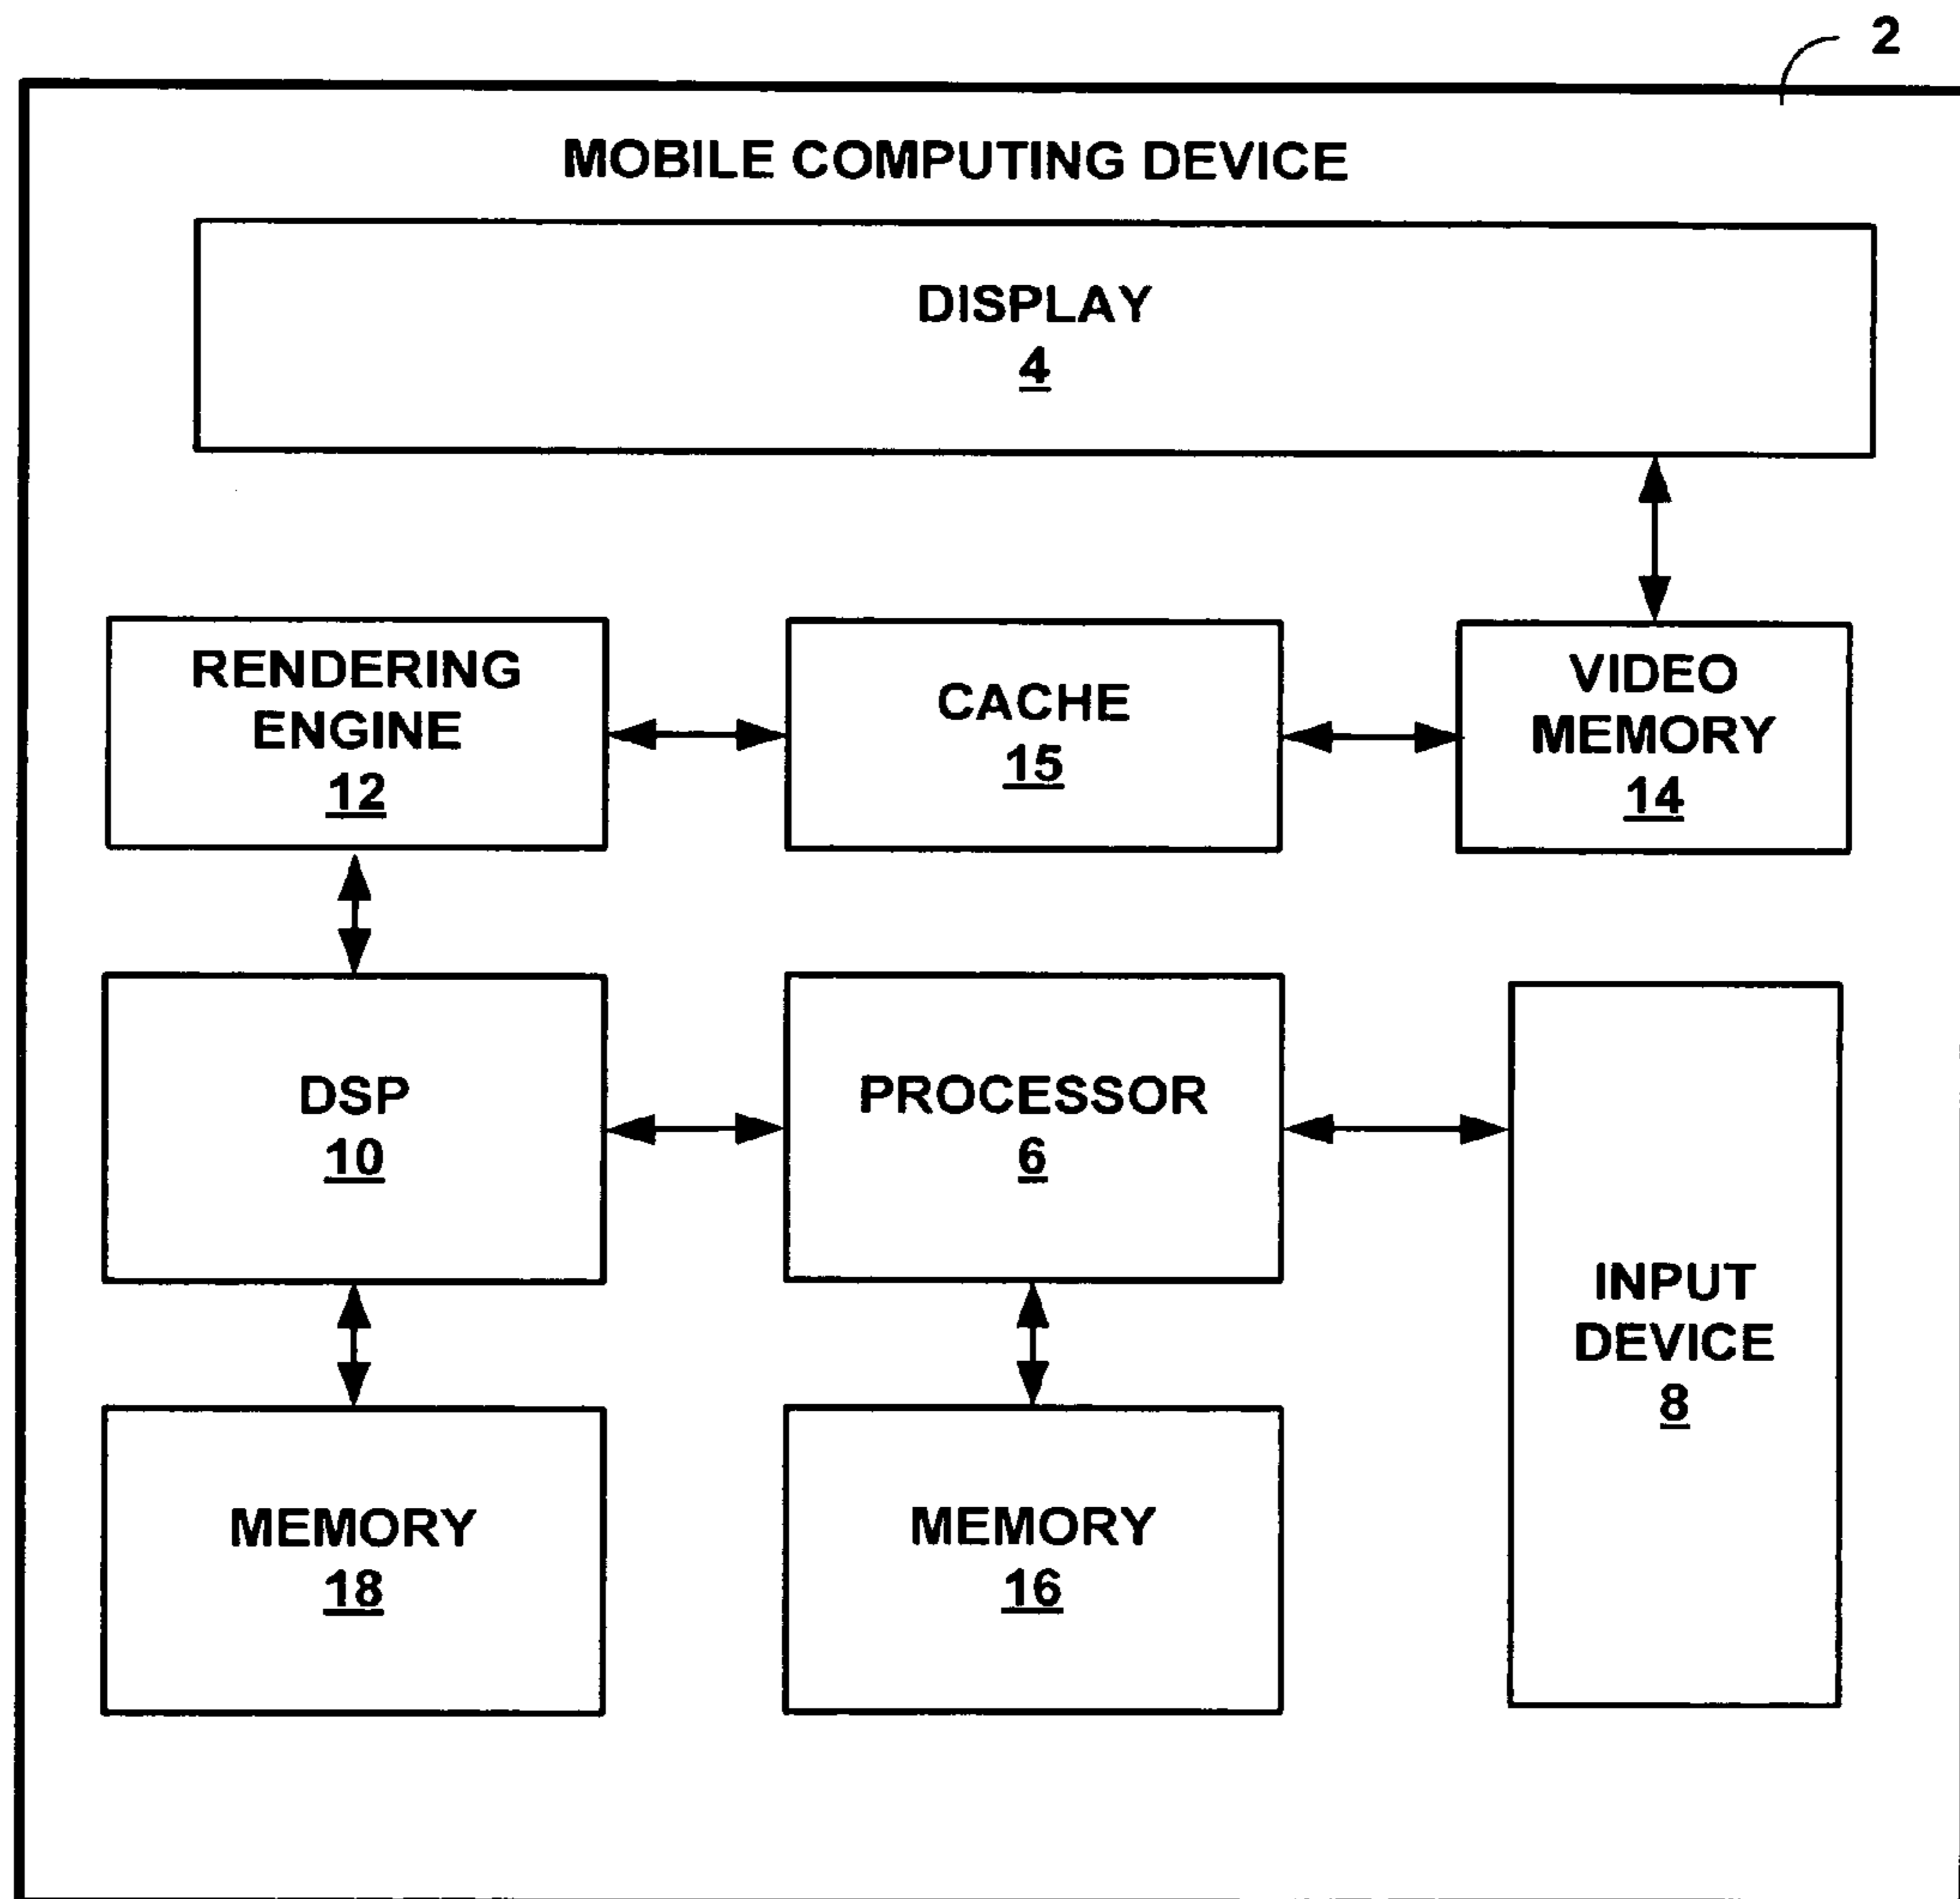 2
MOBILE COMPUTING DEVICE
DISPLAY
4
RENDERING
ENGINE
12
CACHE
15
VIDEO
MEMORY
14
DSP
10
PROCESSOR
6
INPUT
DEVICE
8
MEMORY
18
MEMORY
16